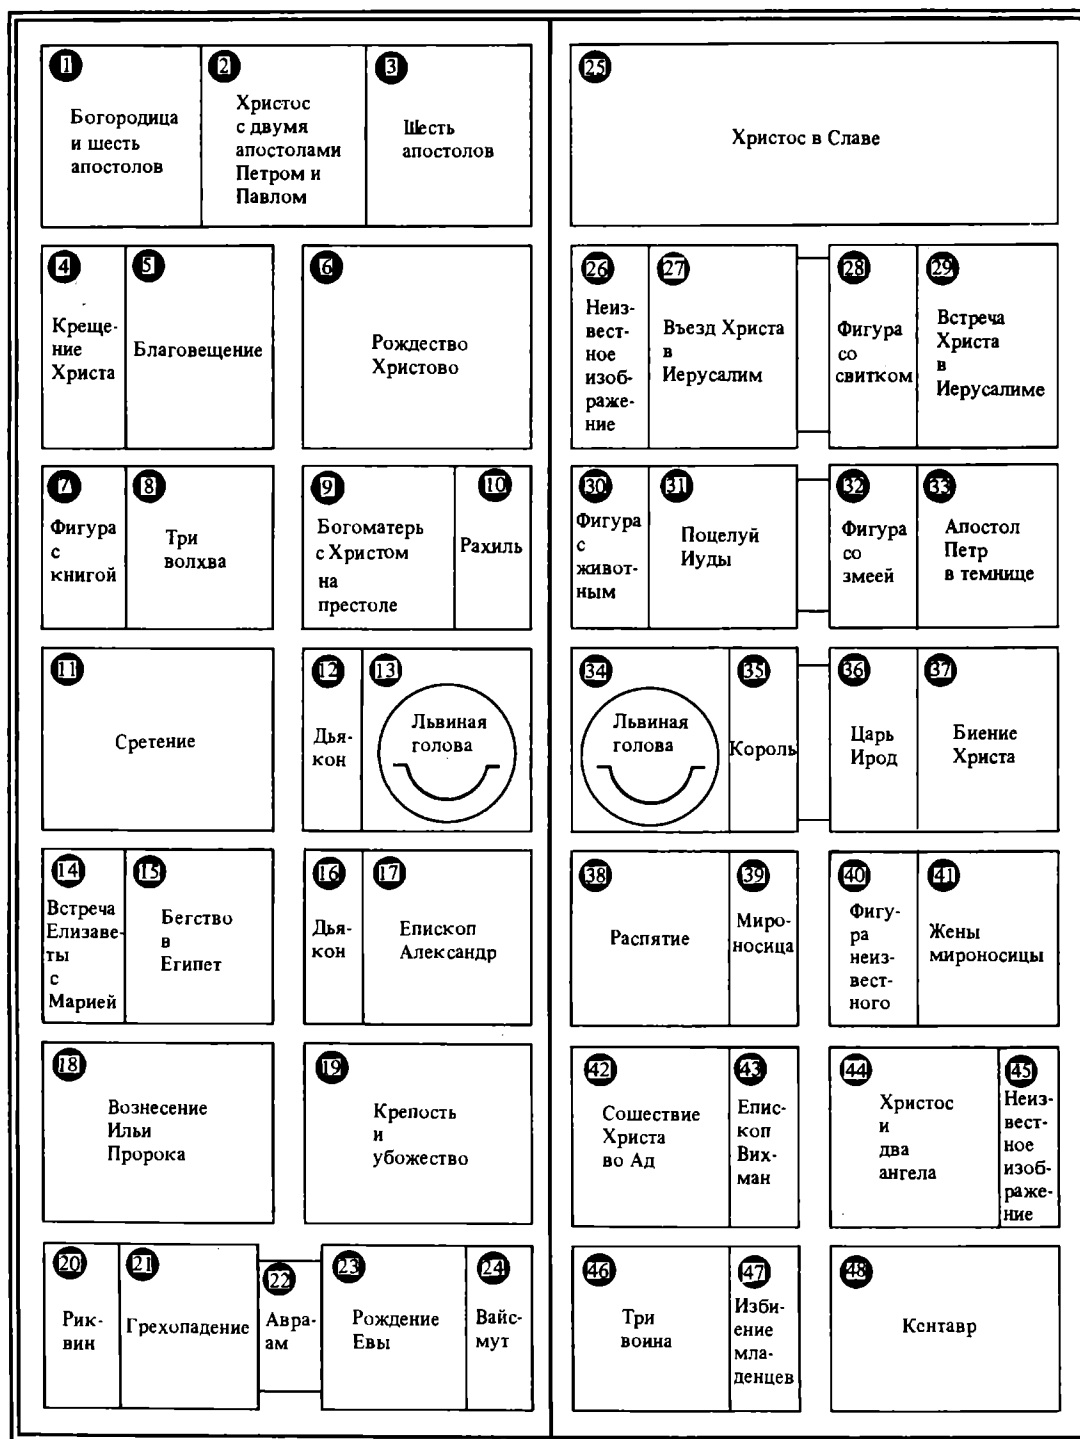 1
Богородица
и шесть
апостолов
2
Христос
с двумя
апостолами
Петром и
Павлом
3
Шесть
апостолов
4
Креще-
ние
Христа
5
Благовещение
6
Рождество
Христово
7
Фигура
с
книгой
8
Три
волхва
9
Богоматерь
с Христом
на
престоле
10
Рахиль
11
Сретение
12
Дья-
кон
13
Львиная
голова
14
Встреча
Елизаве-
ты
с
Марией
15
Бегство
в
Египет
16
Дья-
кон
17
Епископ
Александр
18
Вознесение
Ильи
Пророка
19
Крепость
и
убожество
20
Рик-
вин
21
Грехопадение
22
Авра-
ам
23
Рождение
Евы
24
Вайс-
мут
25
Христос в Славе
26
Неиз-
вест-
ное
изоб-
раже-
ние
27
Въезд Христа
в
Иерусалим
28
Фигура
со
свитком
29
Встреча
Христа
в
Иерусалиме
30
Фигура
с
живот-
ным
31
Поцелуй
Иуды
32
Фигура
со
змеей
33
Апостол
Петр
в темнице
34
Львиная
голова
35
Король
36
Царь
Ирод
37
Биение
Христа
38
Распятие
39
Миро-
носица
40
Фигу-
ра
неиз-
вест-
ного
41
Жены
мироносицы
42
Сошествие
Христа
во Ад
43
Епис-
коп
Вих-
ман
44
Христос
и
два
ангела
45
Неиз-
вест-
ное
изоб-
раже-
ние
46
Три
воина
47
Изби-
ение
мла-
денцев
48
Кентавр